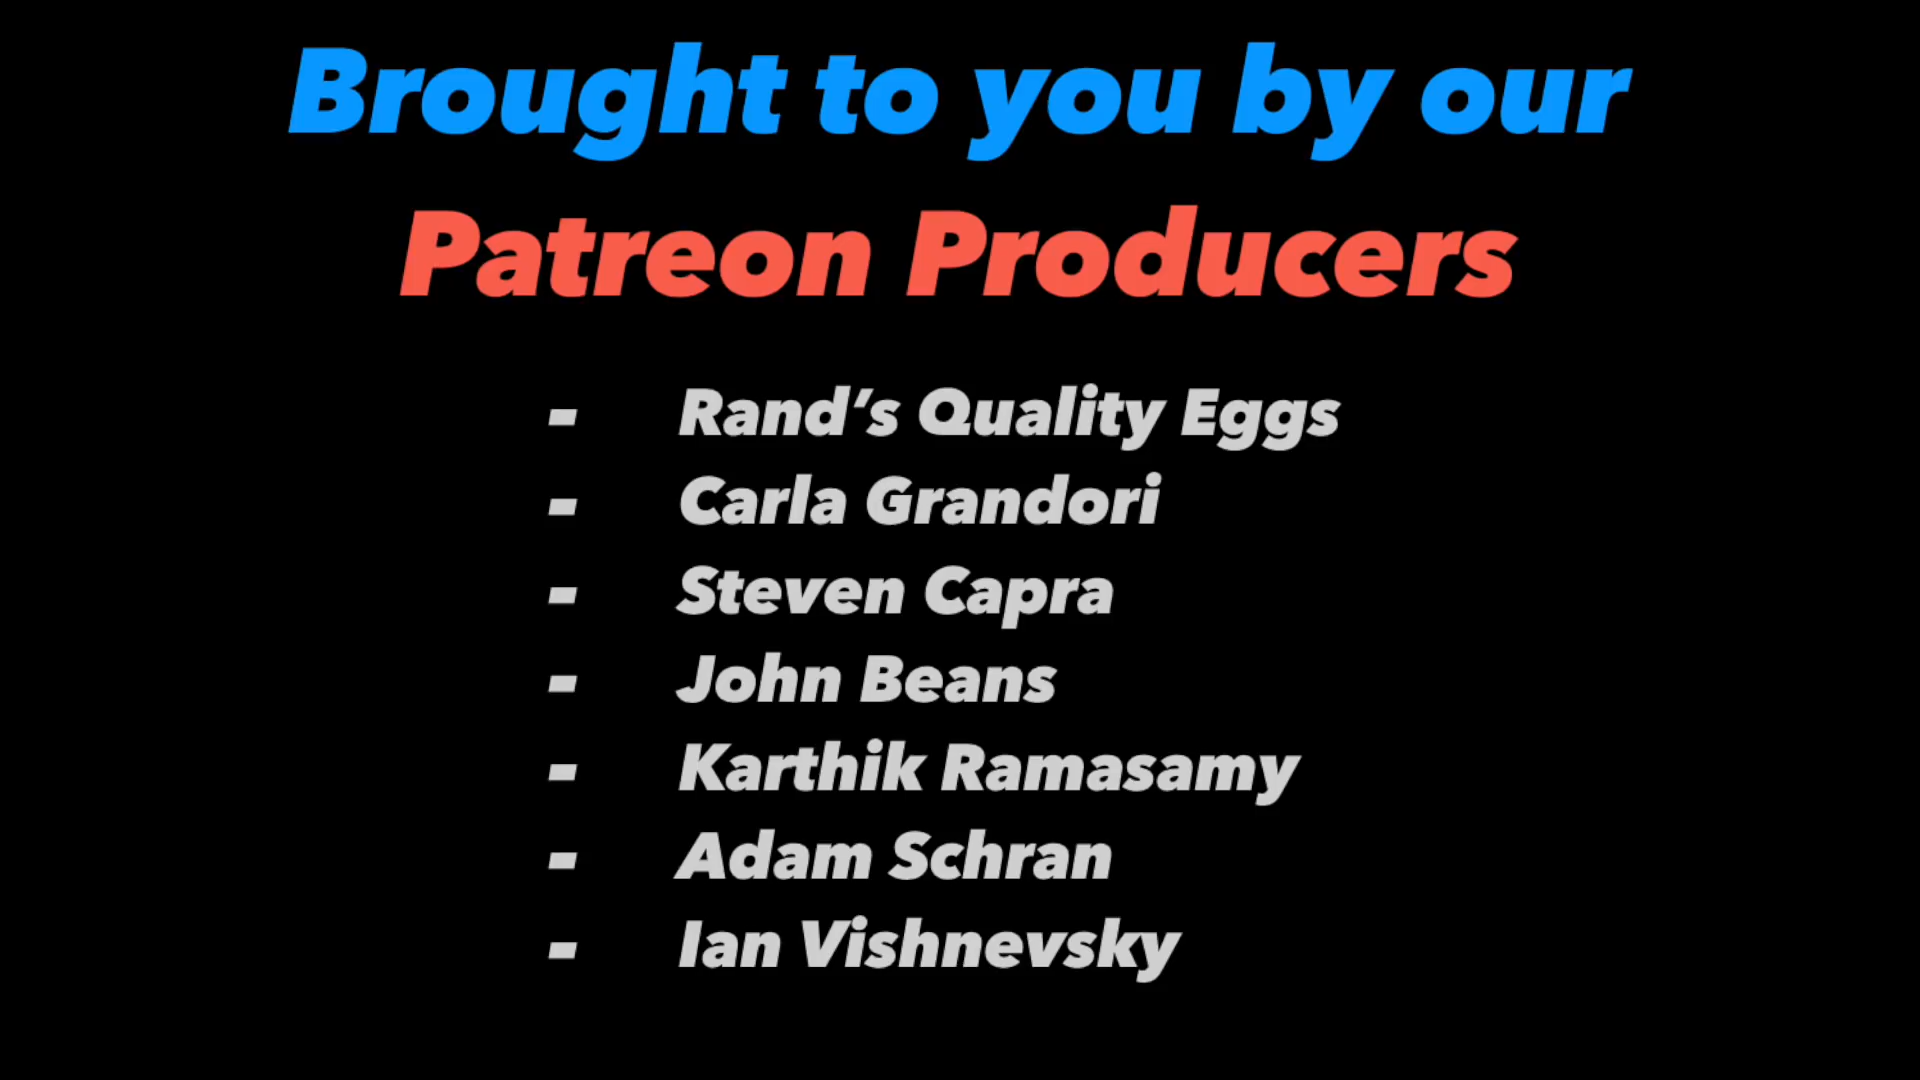 Brought to you by our
Patreon Producers
- Rand’s Quality Eggs
- Carla Grandori
- Steven Capra
- John Beans
- Karthik Ramasamy
- Adam Schran
- Ian Vishnevsky